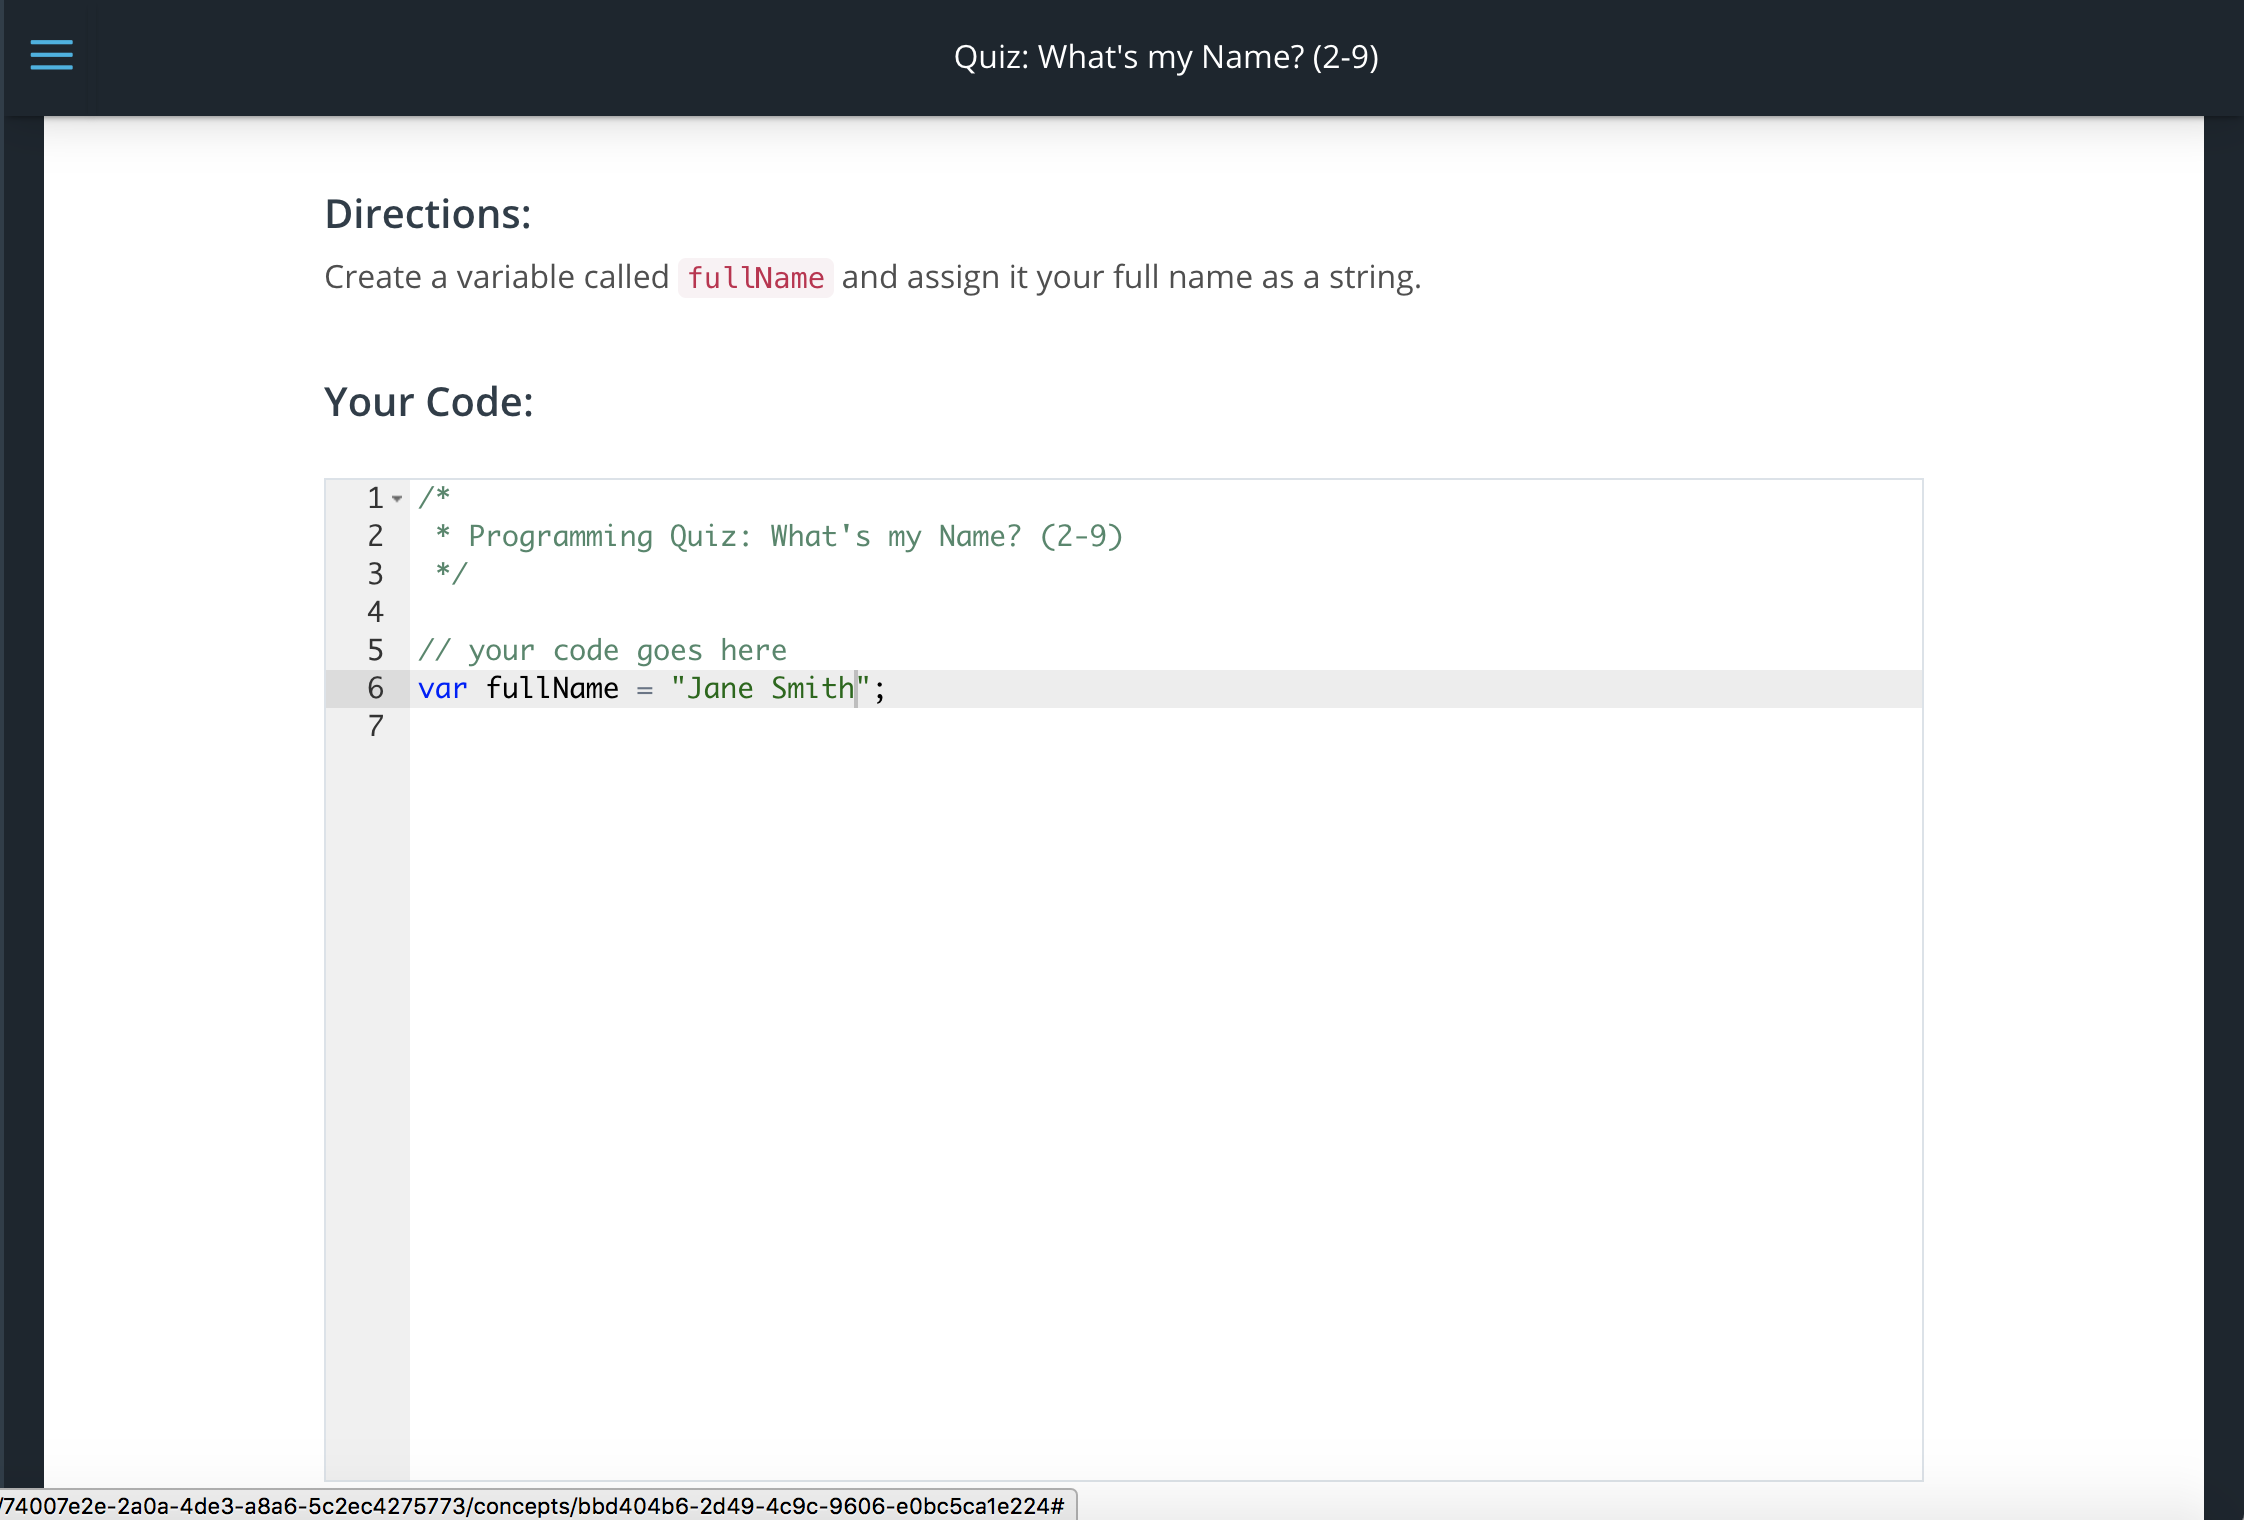 Quiz: What's my Name? (2-9)
Directions:
Create a variable called fullName and assign it your full name as a string.
Your Code:
1 /*
2  * Programming Quiz: What's my Name? (2-9)
3  */
4
5 // your code goes here
6 var fullName = "Jane Smith";
7
/74007e2e-2a0a-4de3-a8a6-5c2ec4275773/concepts/bbd404b6-2d49-4c9c-9606-e0bc5ca1e224#